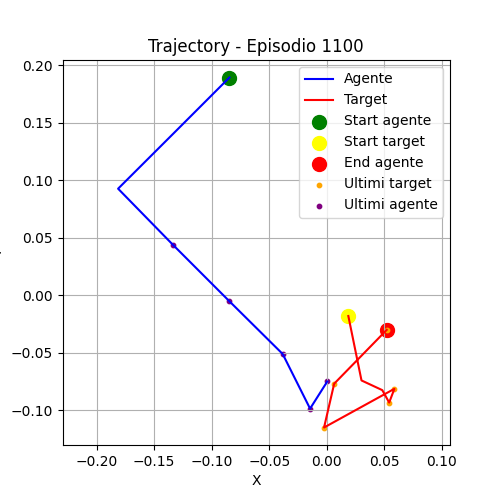 Trajectory - Episodio 1100
0.20
0.15
0.10
0.05
0.00
−0.05
−0.10
Agente
Target
Start agente
Start target
End agente
Ultimi target
Ultimi agente
−0.20 −0.15 −0.10 −0.05 0.00 0.05 0.10
X